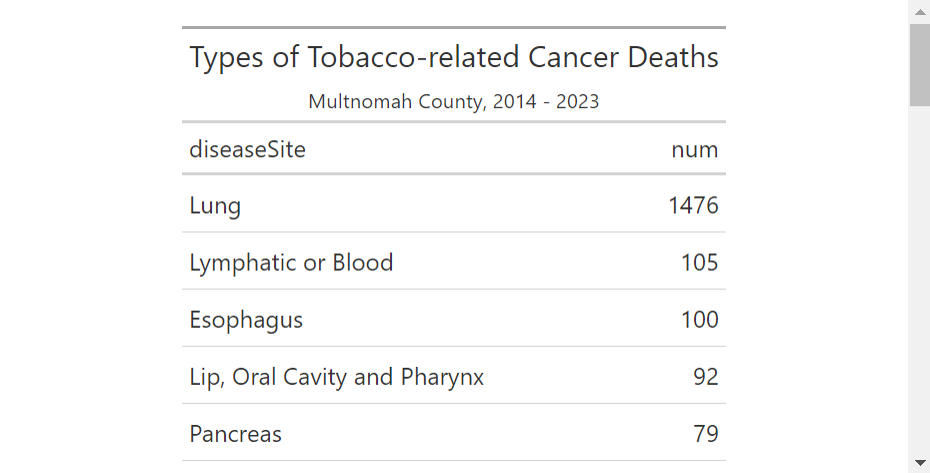 Types of Tobacco-related Cancer Deaths
Multnomah County, 2014 - 2023
diseaseSite num
Lung 1476
Lymphatic or Blood 105
Esophagus 100
Lip, Oral Cavity and Pharynx 92
Pancreas 79